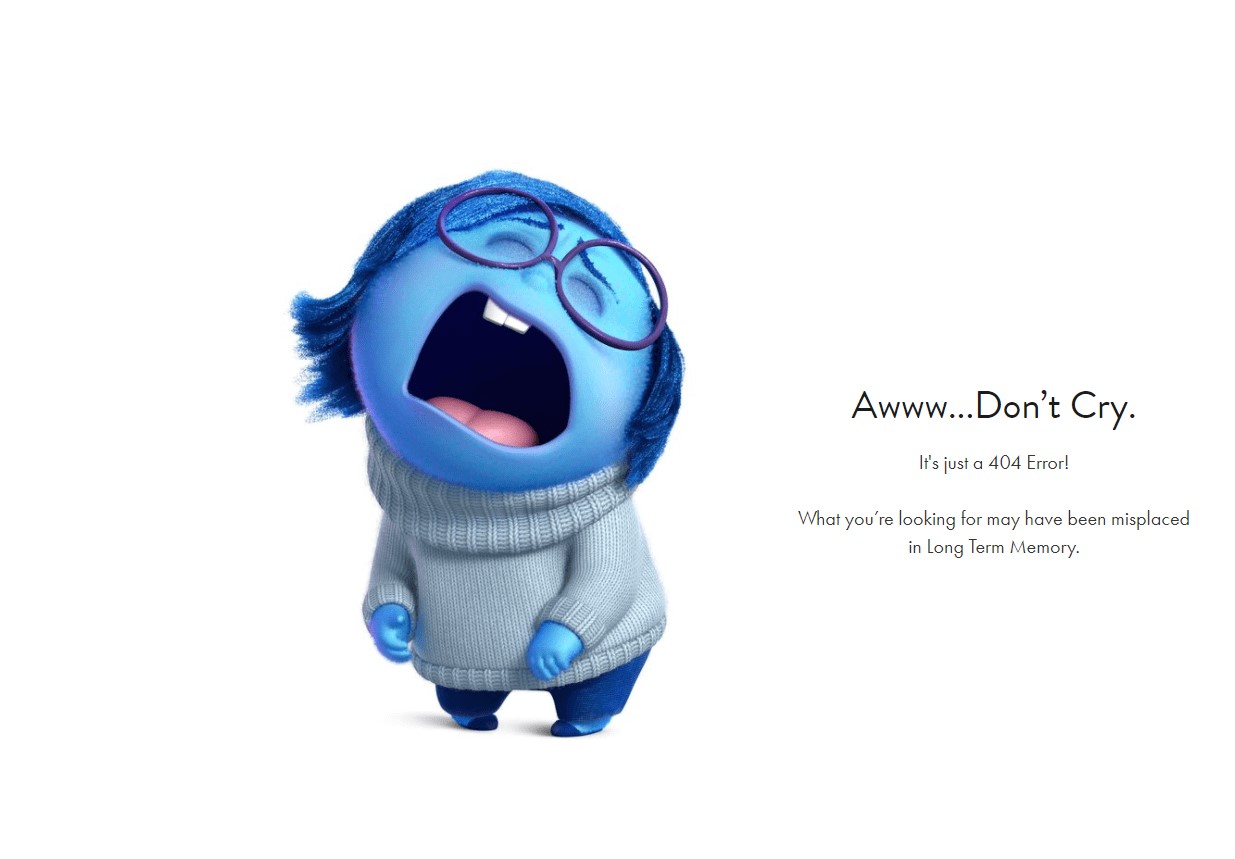 Awww...Don’t Cry.
It's just a 404 Error!
What you’re looking for may have been misplaced
in Long Term Memory.